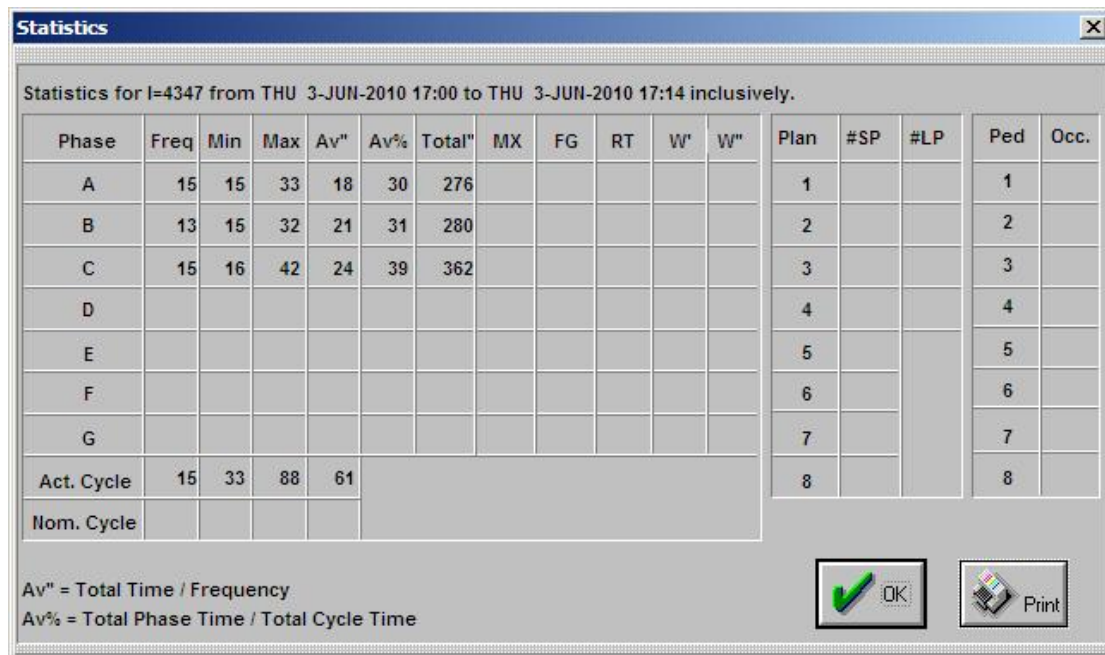 Statistics
Statistics for I=4347 from THU 3-JUN-2010 17:00 to THU 3-JUN-2010 17:14 inclusively.
Phase Freq Min Max Av" Av% Total" MX FG RT W' W" Plan #SP #LP Ped Occ.
A 15 15 33 18 30 276 1 1
B 13 15 32 21 31 280 2 2
C 15 16 42 24 39 362 3 3
D 4 4
E 5 5
F 6 6
G 7 7
Act. Cycle 15 33 88 61 8 8
Nom. Cycle
Av" = Total Time / Frequency
Av% = Total Phase Time / Total Cycle Time
OK
Print